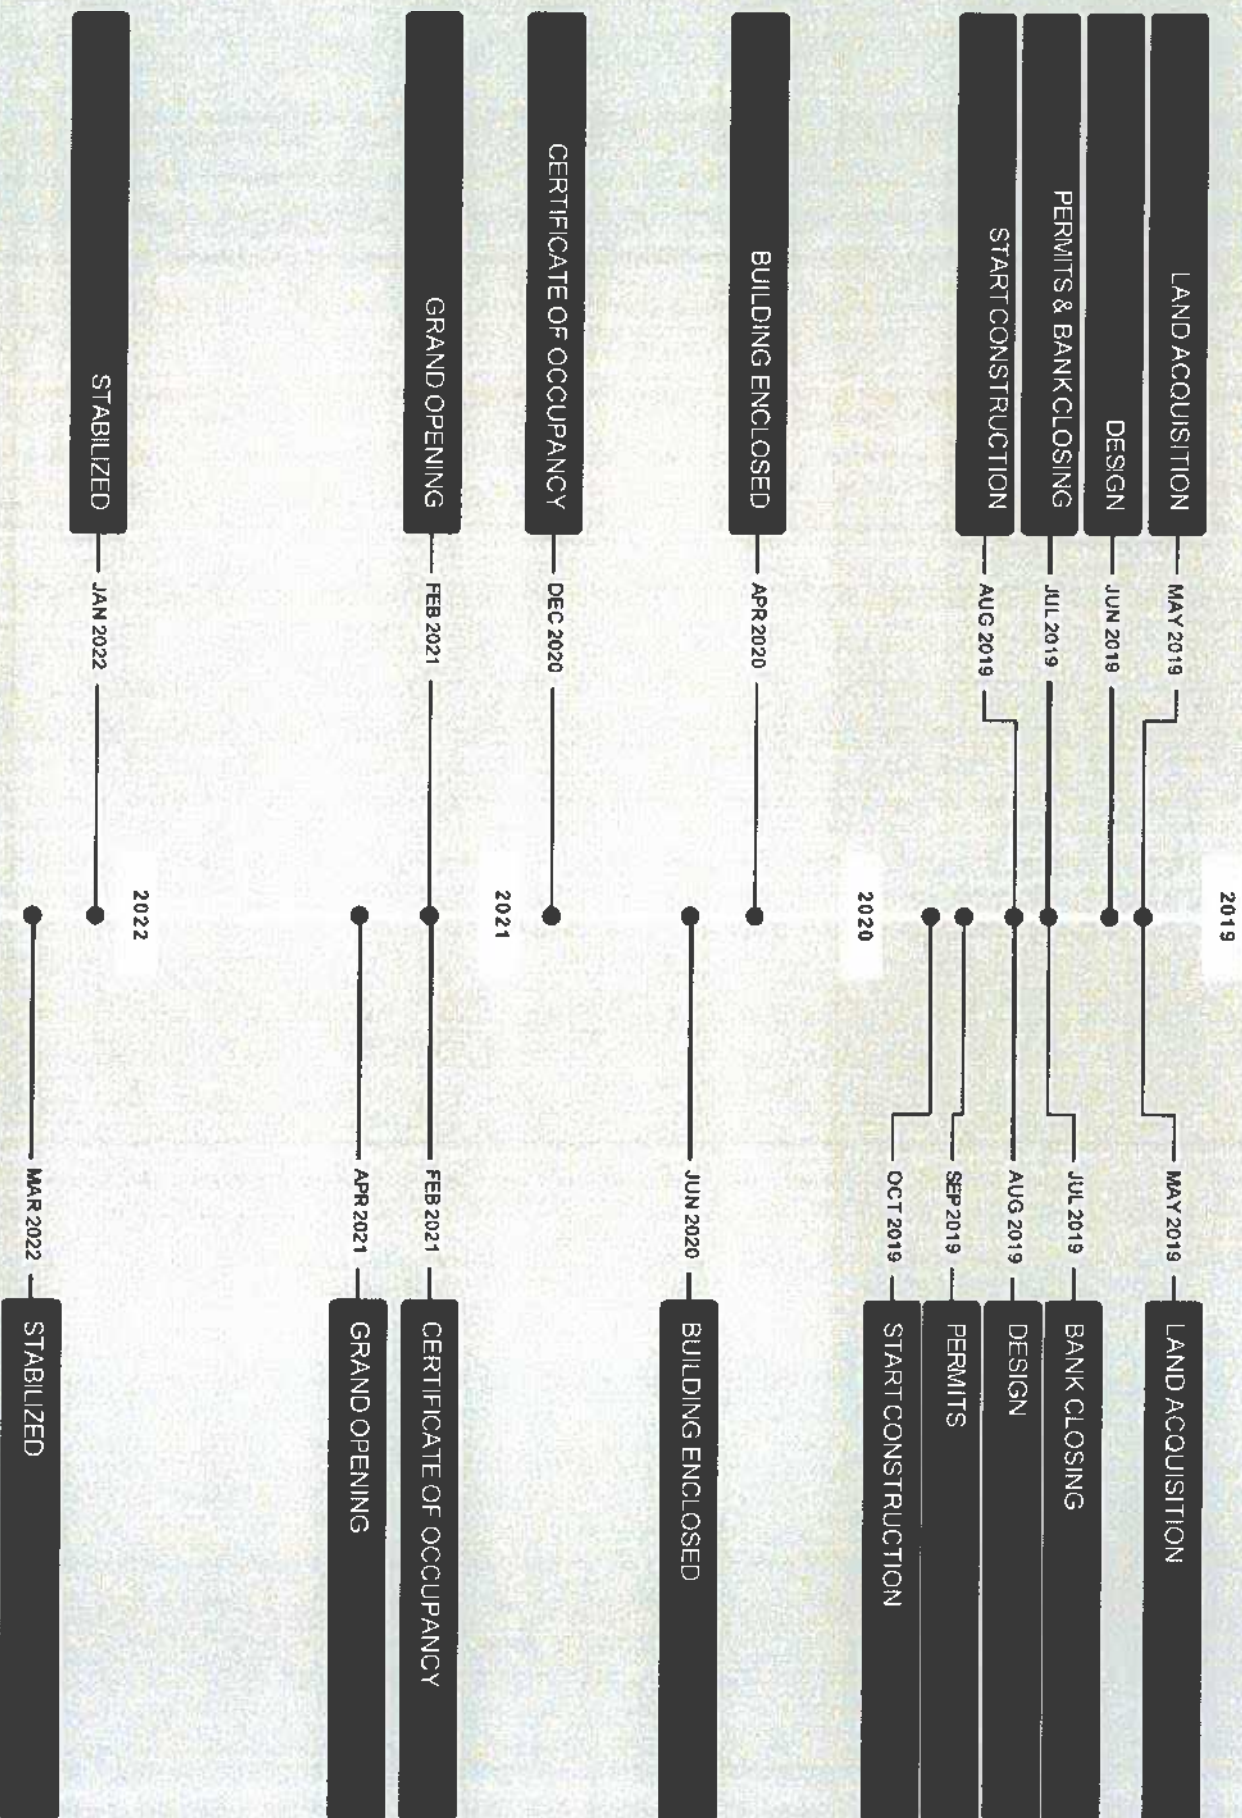 2019
LAND ACQUISITION
MAY 2019
MAY 2019
LAND ACQUISITION
DESIGN
JUN 2019
PERMITS & BANK CLOSING
JUL 2019
JUL 2019
BANK CLOSING
START CONSTRUCTION
AUG 2019
AUG 2019
DESIGN
SEP 2019
PERMITS
OCT 2019
START CONSTRUCTION
2020
BUILDING ENCLOSED
APR 2020
JUN 2020
BUILDING ENCLOSED
CERTIFICATE OF OCCUPANCY
DEC 2020
2021
GRAND OPENING
FEB 2021
FEB 2021
CERTIFICATE OF OCCUPANCY
APR 2021
GRAND OPENING
2022
STABILIZED
JAN 2022
MAR 2022
STABILIZED